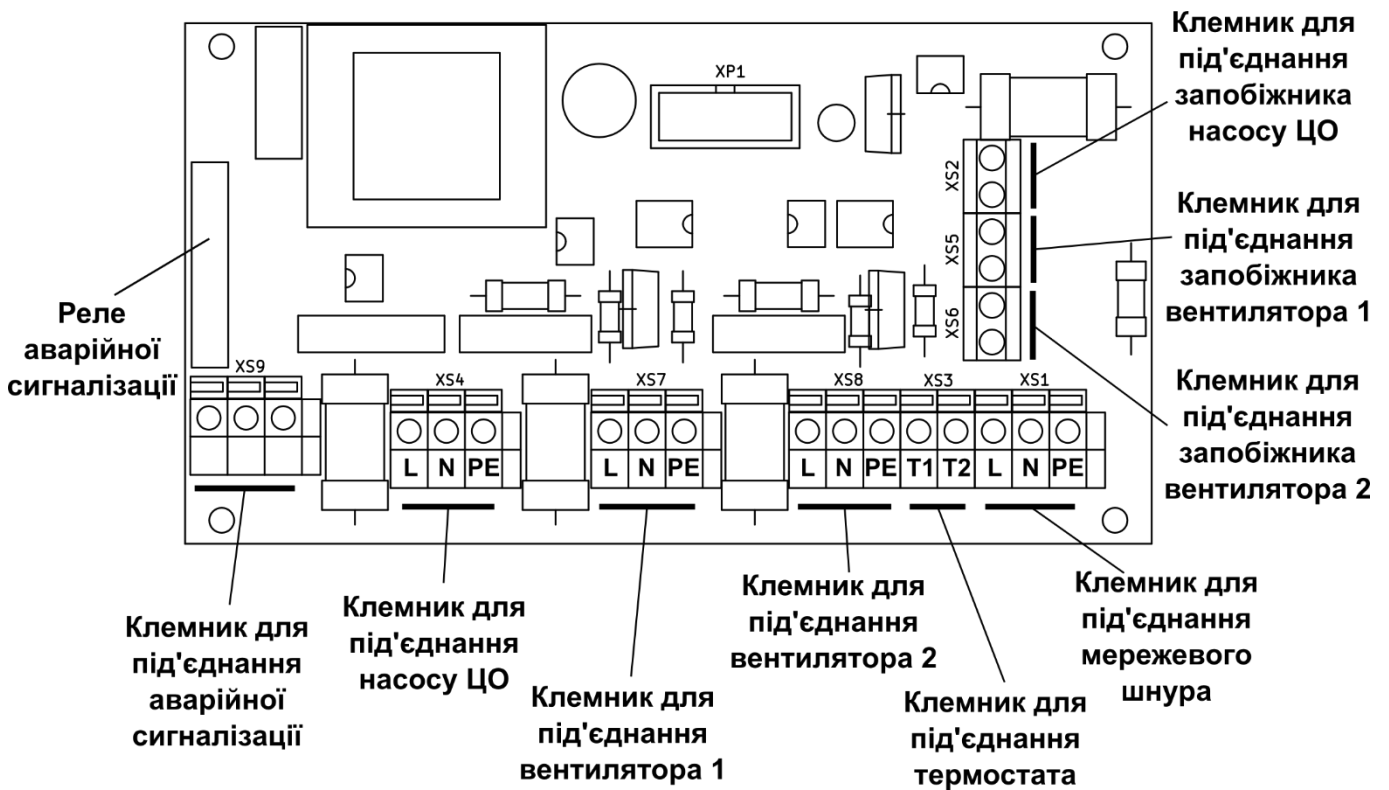 Клемник для
під'єднання
запобіжника
насосу ЦО
XP1
XS2
Клемник для
під'єднання
запобіжника
вентилятора 1
XS5
Реле
аварійної
сигналізації
XS6
Клемник для
під'єднання
запобіжника
вентилятора 2
XS9
XS4
XS7
XS8 XS3 XS1
L N PE
L N PE
L N PE T1 T2 L N PE
Клемник для
під'єднання
аварійної
сигналізації
Клемник для
під'єднання
насосу ЦО
Клемник для
під'єднання
вентилятора 1
Клемник для
під'єднання
вентилятора 2
Клемник для
під'єднання
термостата
Клемник для
під'єднання
мережевого
шнура